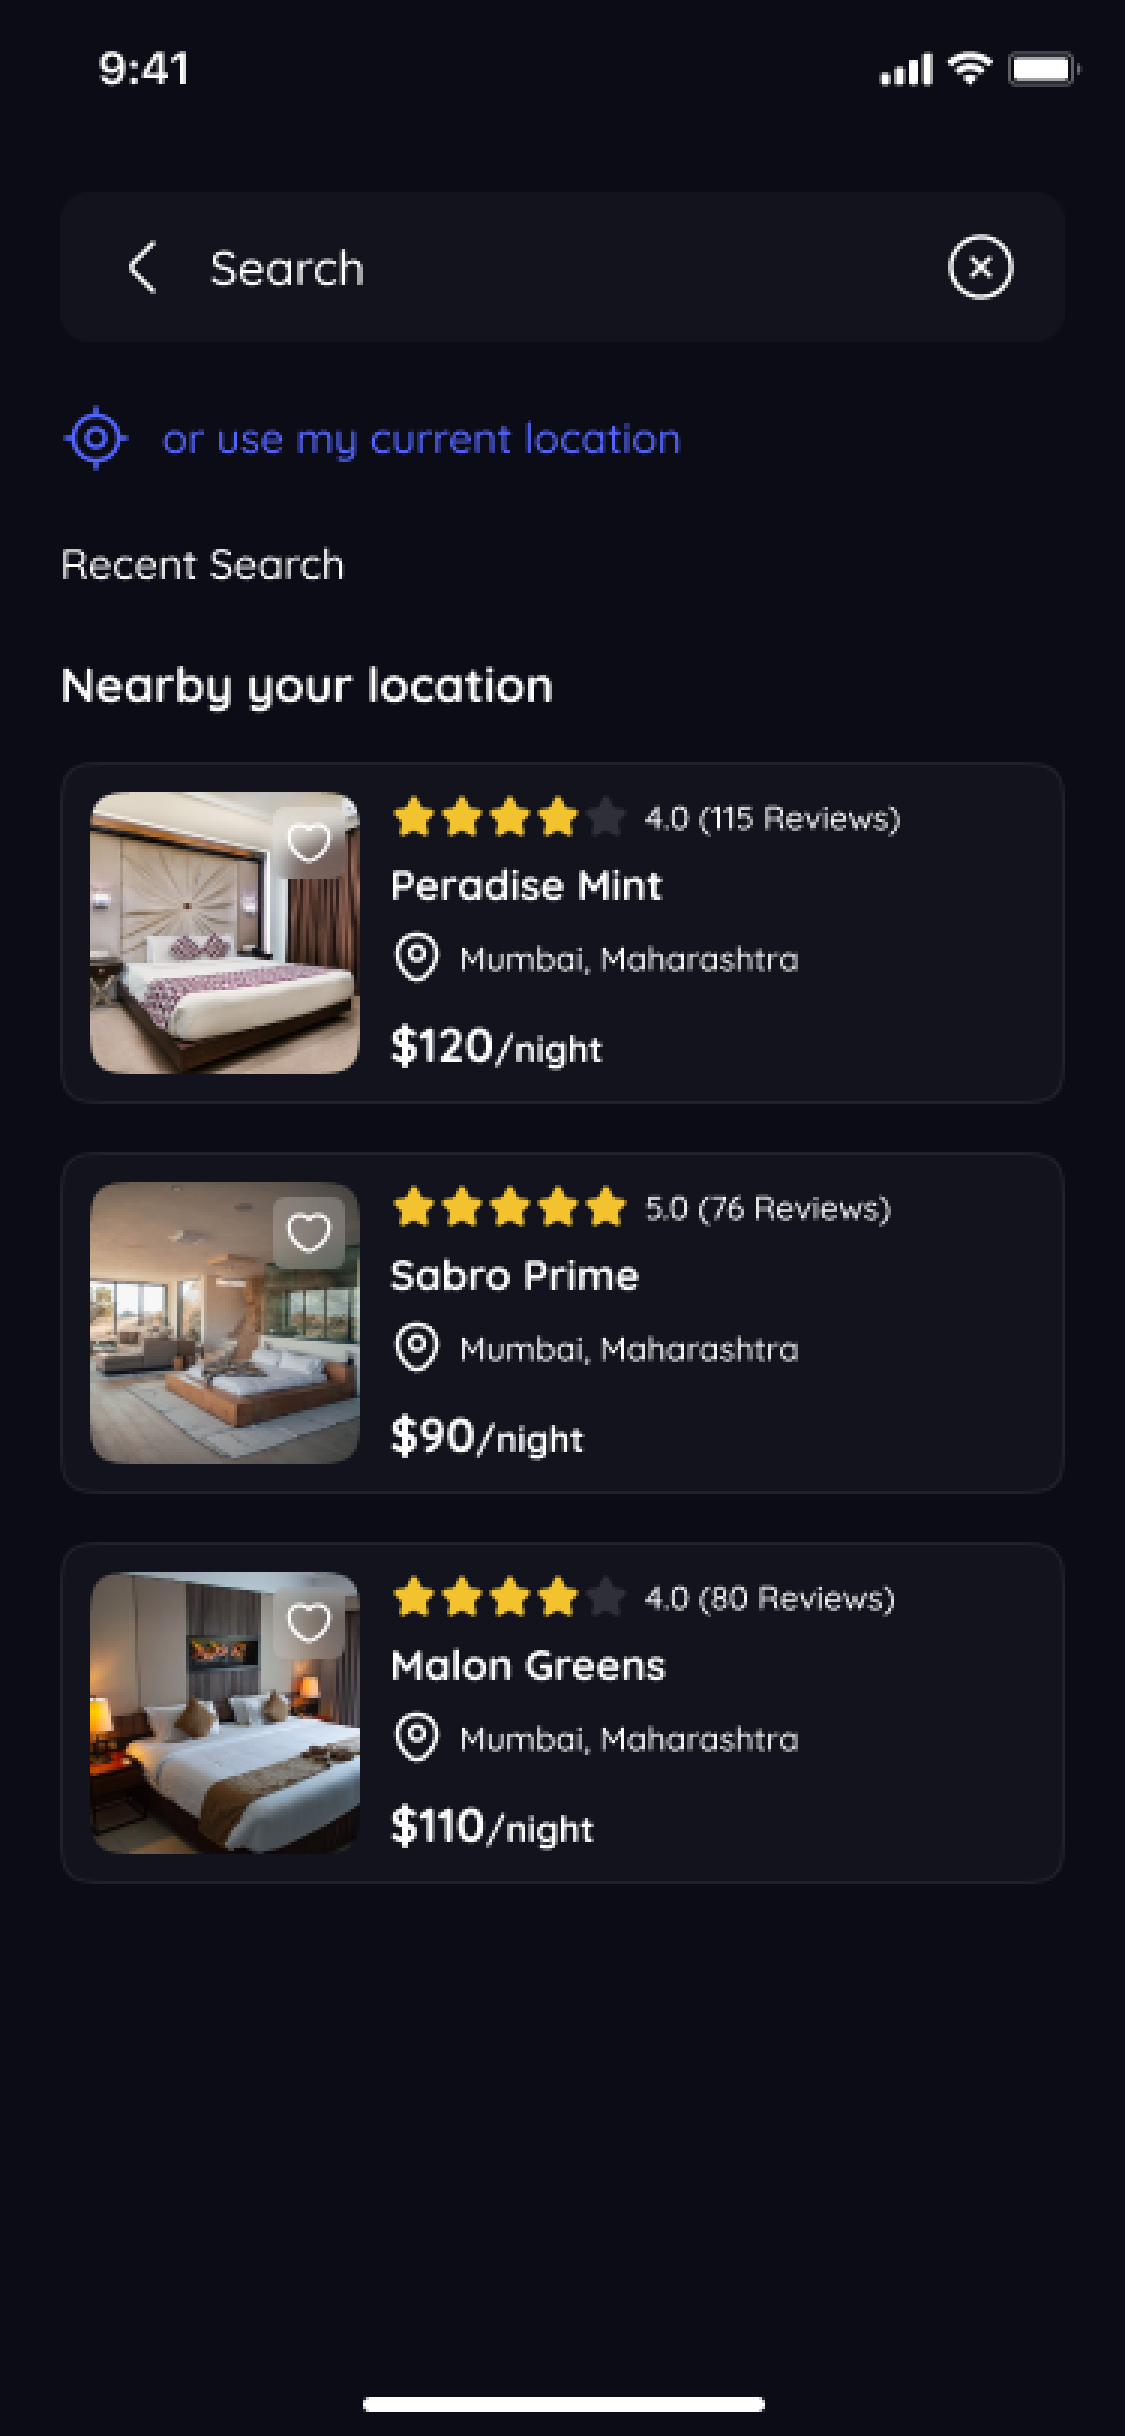 9:41
Search
or use my current location
Recent Search
Nearby your location
4.0 (115 Reviews)
Peradise Mint
Mumbai, Maharashtra
$120/night
5.0 (76 Reviews)
Sabro Prime
Mumbai, Maharashtra
$90/night
4.0 (80 Reviews)
Malon Greens
Mumbai, Maharashtra
$110/night